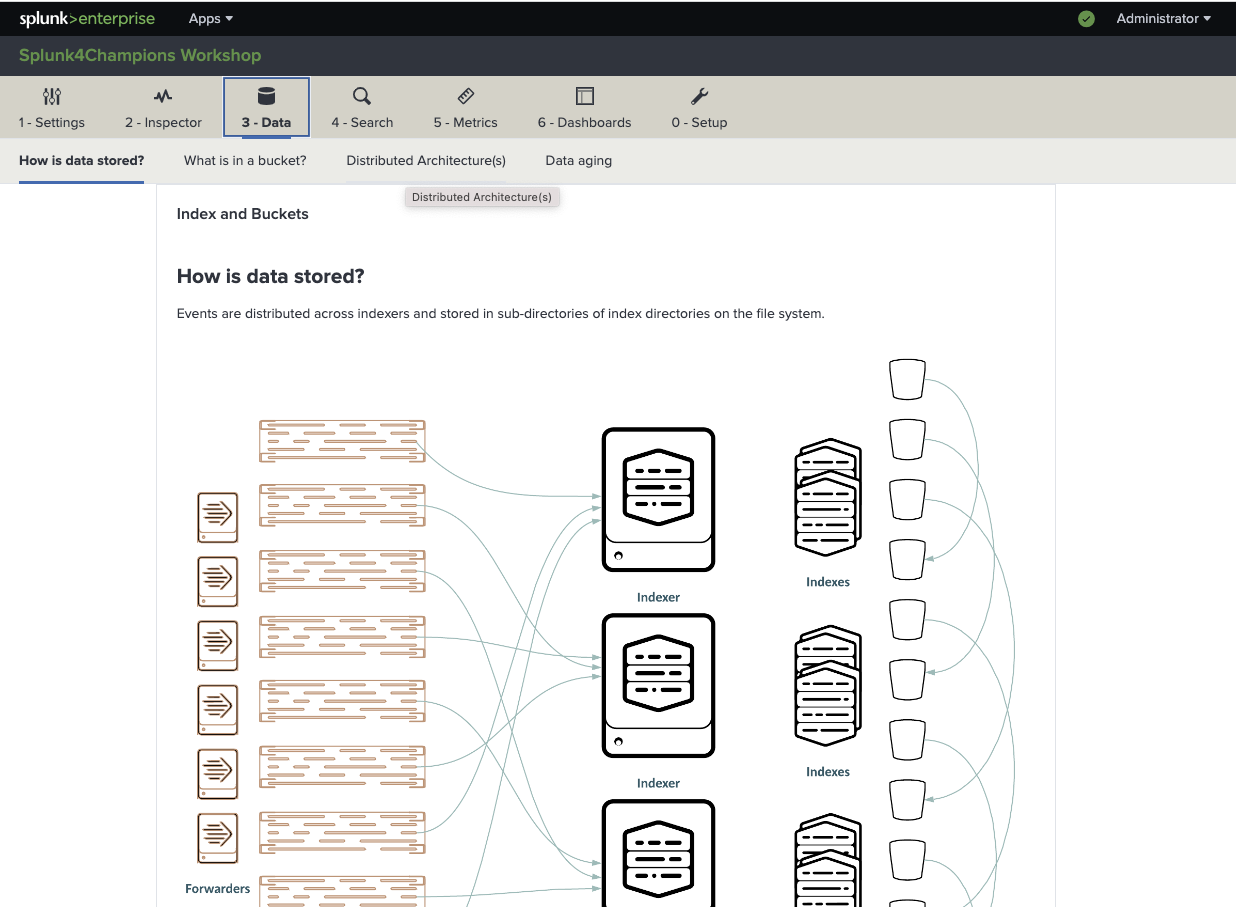 splunk>enterprise Apps Administrator
Splunk4Champions Workshop
1 - Settings 2 - Inspector 3 - Data 4 - Search 5 - Metrics 6 - Dashboards 0 - Setup
How is data stored? What is in a bucket? Distributed Architecture(s) Data aging
Distributed Architecture(s)
Index and Buckets
How is data stored?
Events are distributed across indexers and stored in sub-directories of index directories on the file system.
Indexes
Indexer
Indexes
Indexer
Forwarders